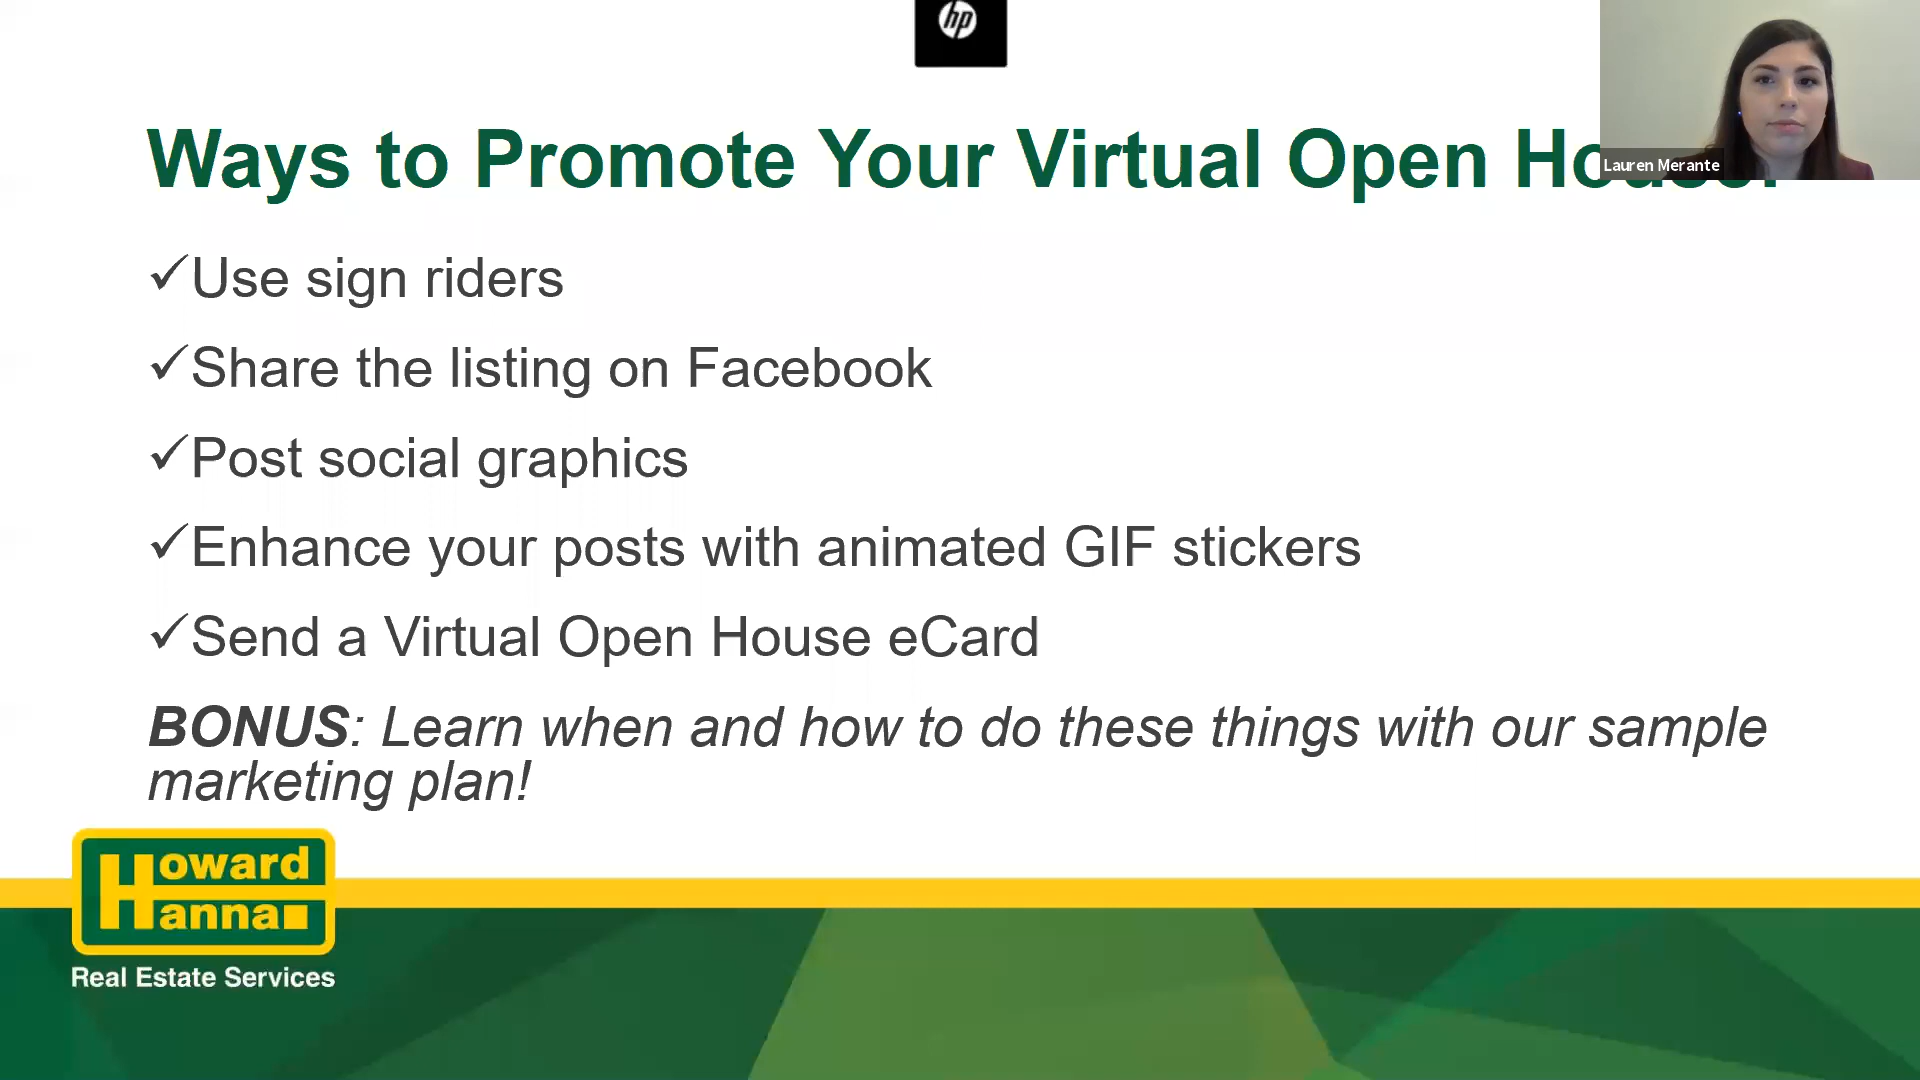 hp
Ways to Promote Your Virtual Open
Lauren Merante
✓Use sign riders
✓Share the listing on Facebook
✓Post social graphics
✓Enhance your posts with animated GIF stickers
✓Send a Virtual Open House eCard
BONUS: Learn when and how to do these things with our sample
marketing plan!
Howard
Hanna
Real Estate Services